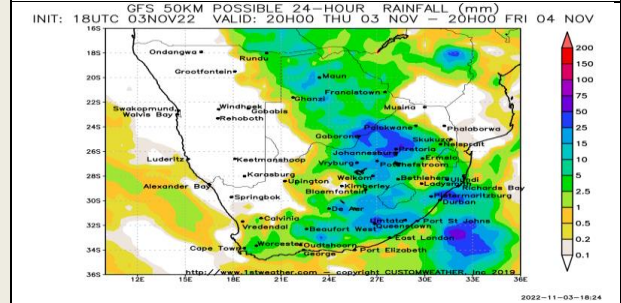 GFS 50KM POSSIBLE 24-HOUR RAINFALL (mm)
INIT: 18UTC 03NOV22 VALID: 20H00 THU 03 NOV – 20H00 FRI 04 NOV
16S
18S
20S
22S
24S
26S
28S
30S
32S
34S
36S
Ondangwa
Rundu
Grootfontein
Maun
Francistown
Ghanzi
Swakopmund
Walvis Bay
Windhoek
Gobabis
Rehoboth
Musina
Polokwane
Phalaborwa
Gaborone
Skukuza
Pretoria
Nelspruit
Johannesburg
Ermelo
Luderitz
Keetmanshoop
Vryburg
Potchefstroom
Karasburg
Upington
Welkom
Bethlehem
Ulundi
Kimberley
Ladysmith
Richards Bay
Alexander Bay
Bloemfontein
Springbok
Pietermaritzburg
Durban
De Aar
Calvinia
Umtata
Port St Johns
Vredendal
Beaufort West
Queenstown
East London
Cape Town
Worcester
Oudtshoorn
George
Port Elizabeth
http://www.1stweather.com – copyright CUSTOMWEATHER, inc 2019
12E 15E 18E 21E 24E 27E 30E 33E 36E
200
150
100
75
50
25
15
10
5
2.5
1
0.5
0.2
0.1
2022-11-03-18:24